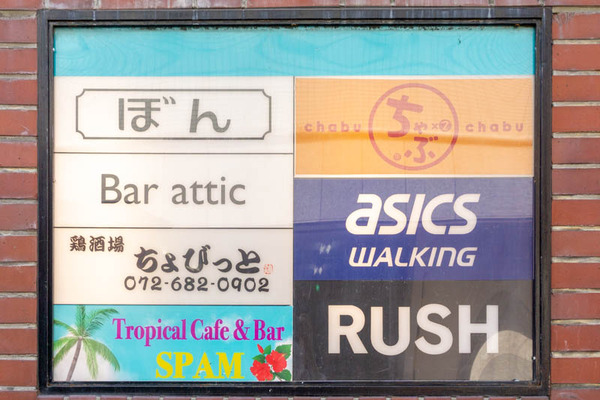 ぼん
Bar attic
鶏酒場
ちょびっと
072-682-0902
Tropical Cafe & Bar
SPAM
chabu ちゃ×2ぶ chabu
asics
WALKING
RUSH